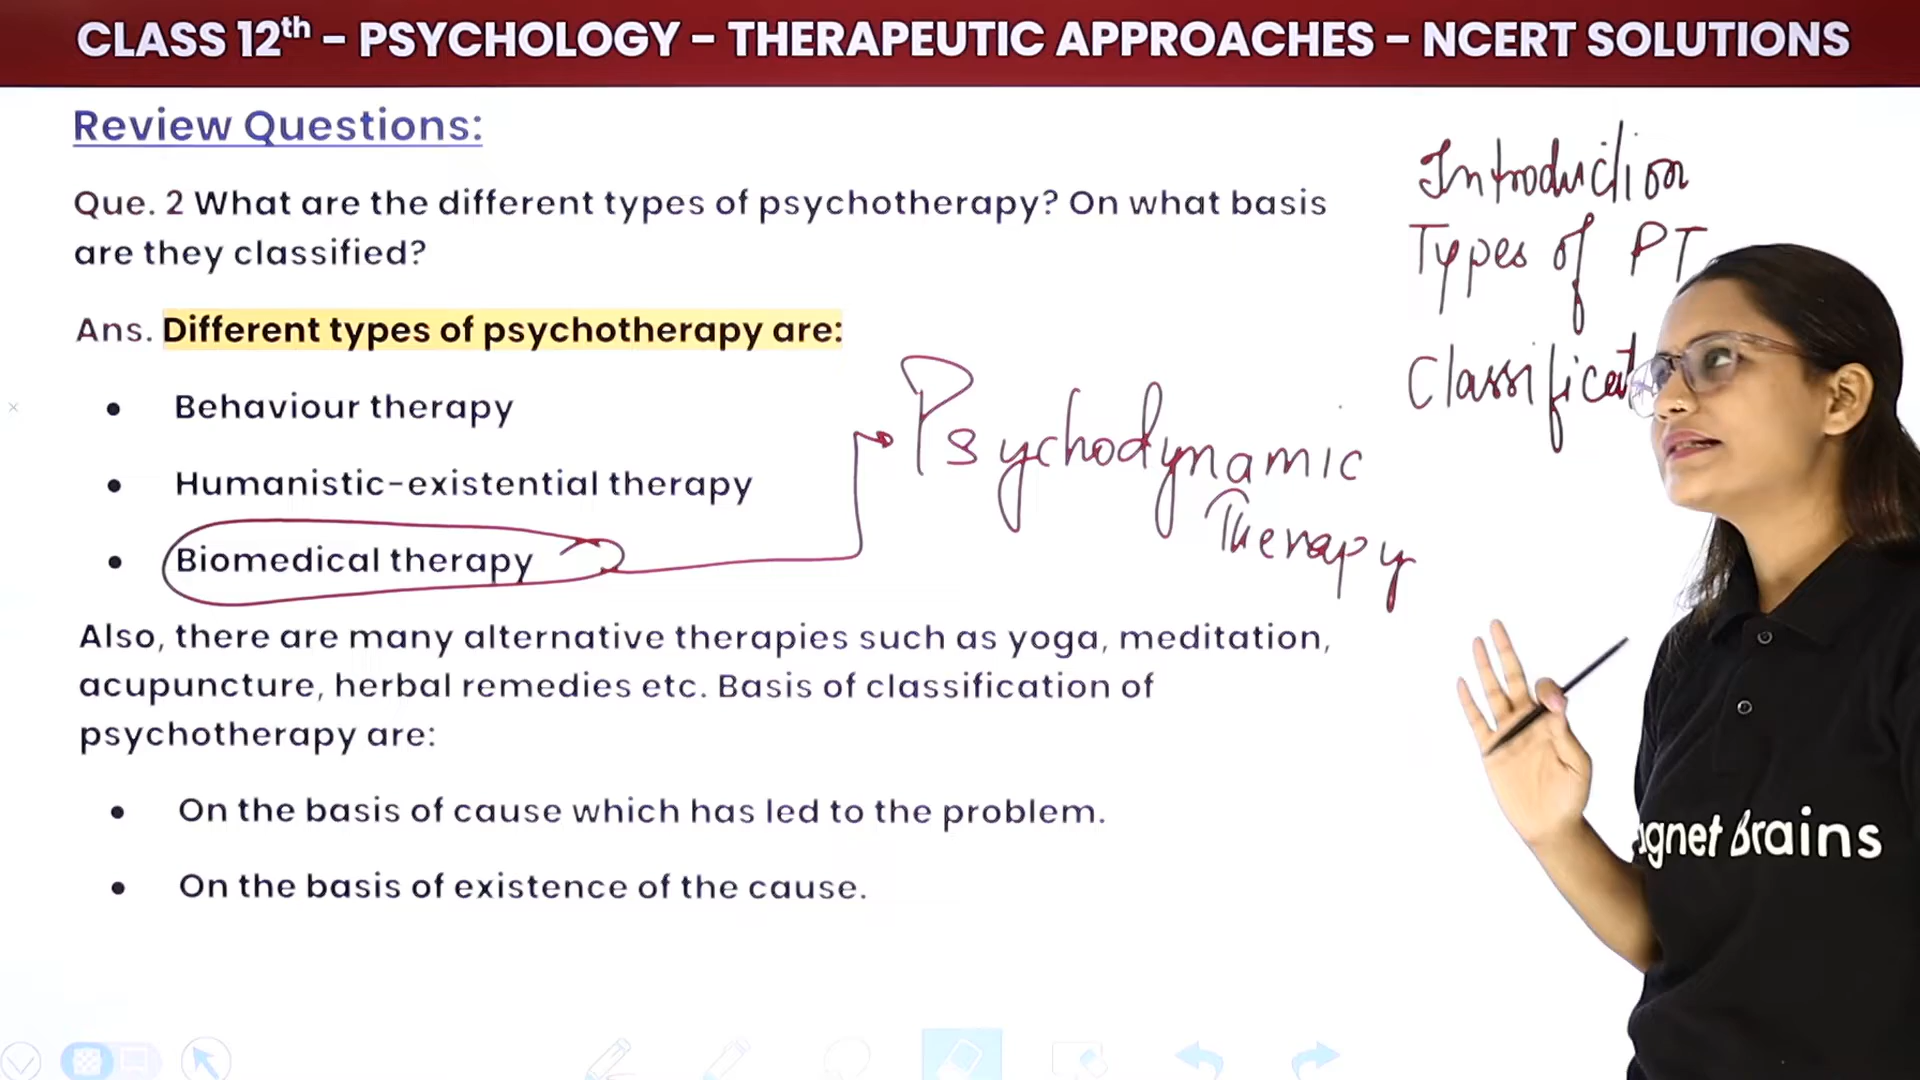 CLASS 12th – PSYCHOLOGY – THERAPEUTIC APPROACHES – NCERT SOLUTIONS
Review Questions:
Que. 2 What are the different types of psychotherapy? On what basis
are they classified?
Ans. Different types of psychotherapy are:
• Behaviour therapy
• Humanistic-existential therapy
• Biomedical therapy
Also, there are many alternative therapies such as yoga, meditation,
acupuncture, herbal remedies etc. Basis of classification of
psychotherapy are:
• On the basis of cause which has led to the problem.
• On the basis of existence of the cause.
Psychodynamic
Therapy
Introduction
Types of PT
Classificat
agnet Brains